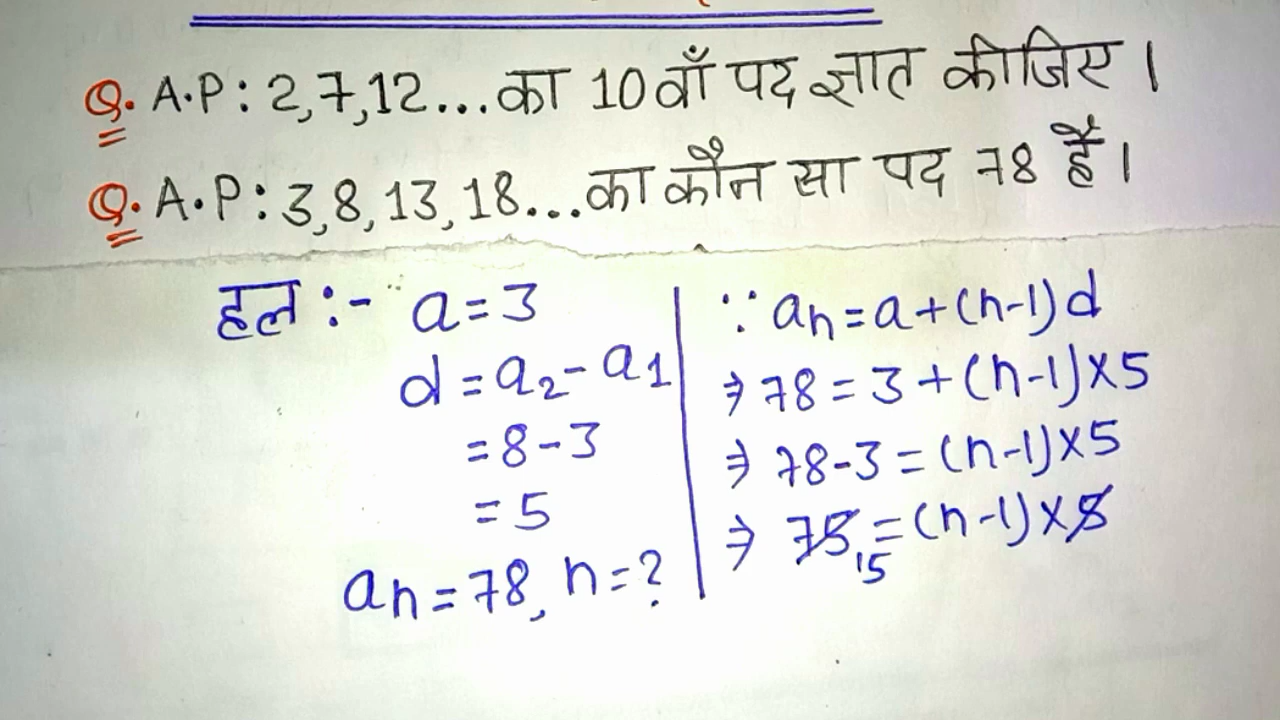 Q. A.P: 2,7,12...का 10वाँ पद ज्ञात कीजिए।
Q. A.P: 3,8,13,18...का कौन सा पद 78 है।
हल :- a=3
d=a₂-a₁
=8-3
=5
aₙ=78, n=?
∵ aₙ=a+(n-1)d
⇒ 78=3+(n-1)×5
⇒ 78-3=(n-1)×5
⇒ 75=(n-1)×5
15